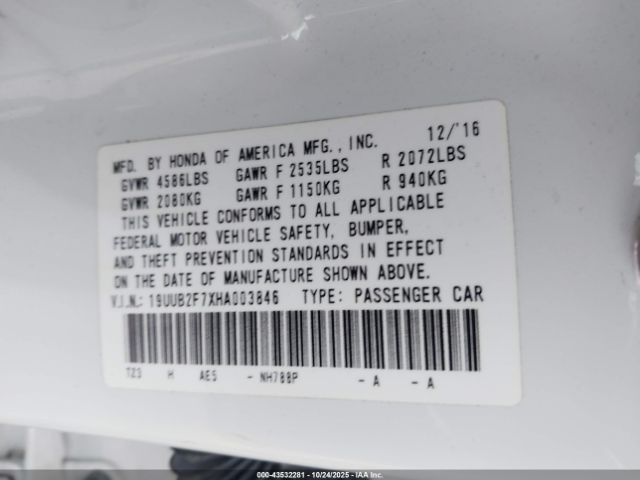 MFD. BY HONDA OF AMERICA MFG., INC. 12/'16
GVWR 4586LBS GAWR F 2535LBS R 2072LBS
GVWR 2080KG GAWR F 1150KG R 940KG
THIS VEHICLE CONFORMS TO ALL APPLICABLE
FEDERAL MOTOR VEHICLE SAFETY, BUMPER,
AND THEFT PREVENTION STANDARDS IN EFFECT
ON THE DATE OF MANUFACTURE SHOWN ABOVE.
V.I.N.: 19UUB2F7XHA003846 TYPE: PASSENGER CAR
TZ3 H AE5 - NH788P - A - A
000-43532281 - 10/24/2025 - IAA Inc.